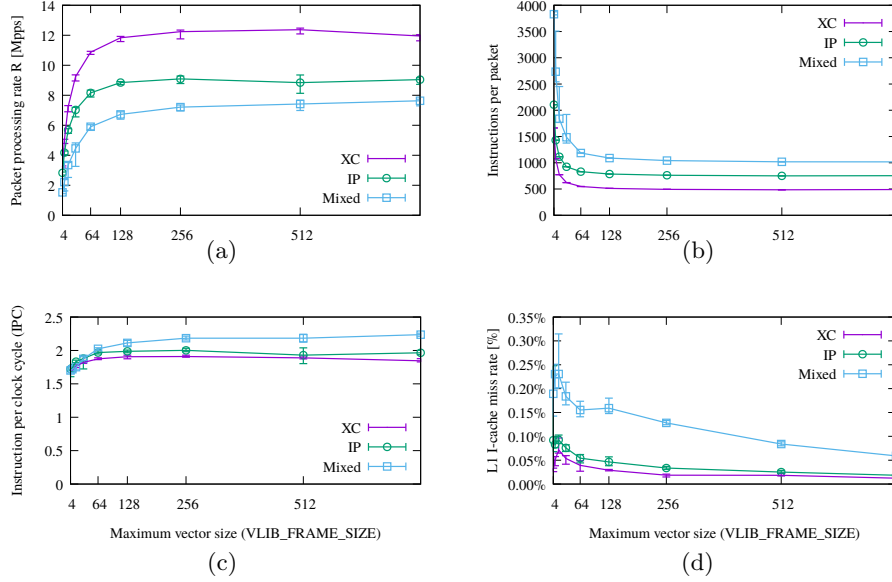 14
12
10
8
6
4
2
0
Packet processing rate R [Mpps]
XC
IP
Mixed
4 64 128 256 512
(a)
4000
3500
3000
2500
2000
1500
1000
500
0
Instructions per packet
XC
IP
Mixed
4 64 128 256 512
(b)
2.5
2
1.5
1
0.5
0
Instruction per clock cycle (IPC)
XC
IP
Mixed
4 64 128 256 512
Maximum vector size (VLIB_FRAME_SIZE)
(c)
0.35%
0.30%
0.25%
0.20%
0.15%
0.10%
0.05%
0.00%
L1 I-cache miss rate [%]
XC
IP
Mixed
4 64 128 256 512
Maximum vector size (VLIB_FRAME_SIZE)
(d)